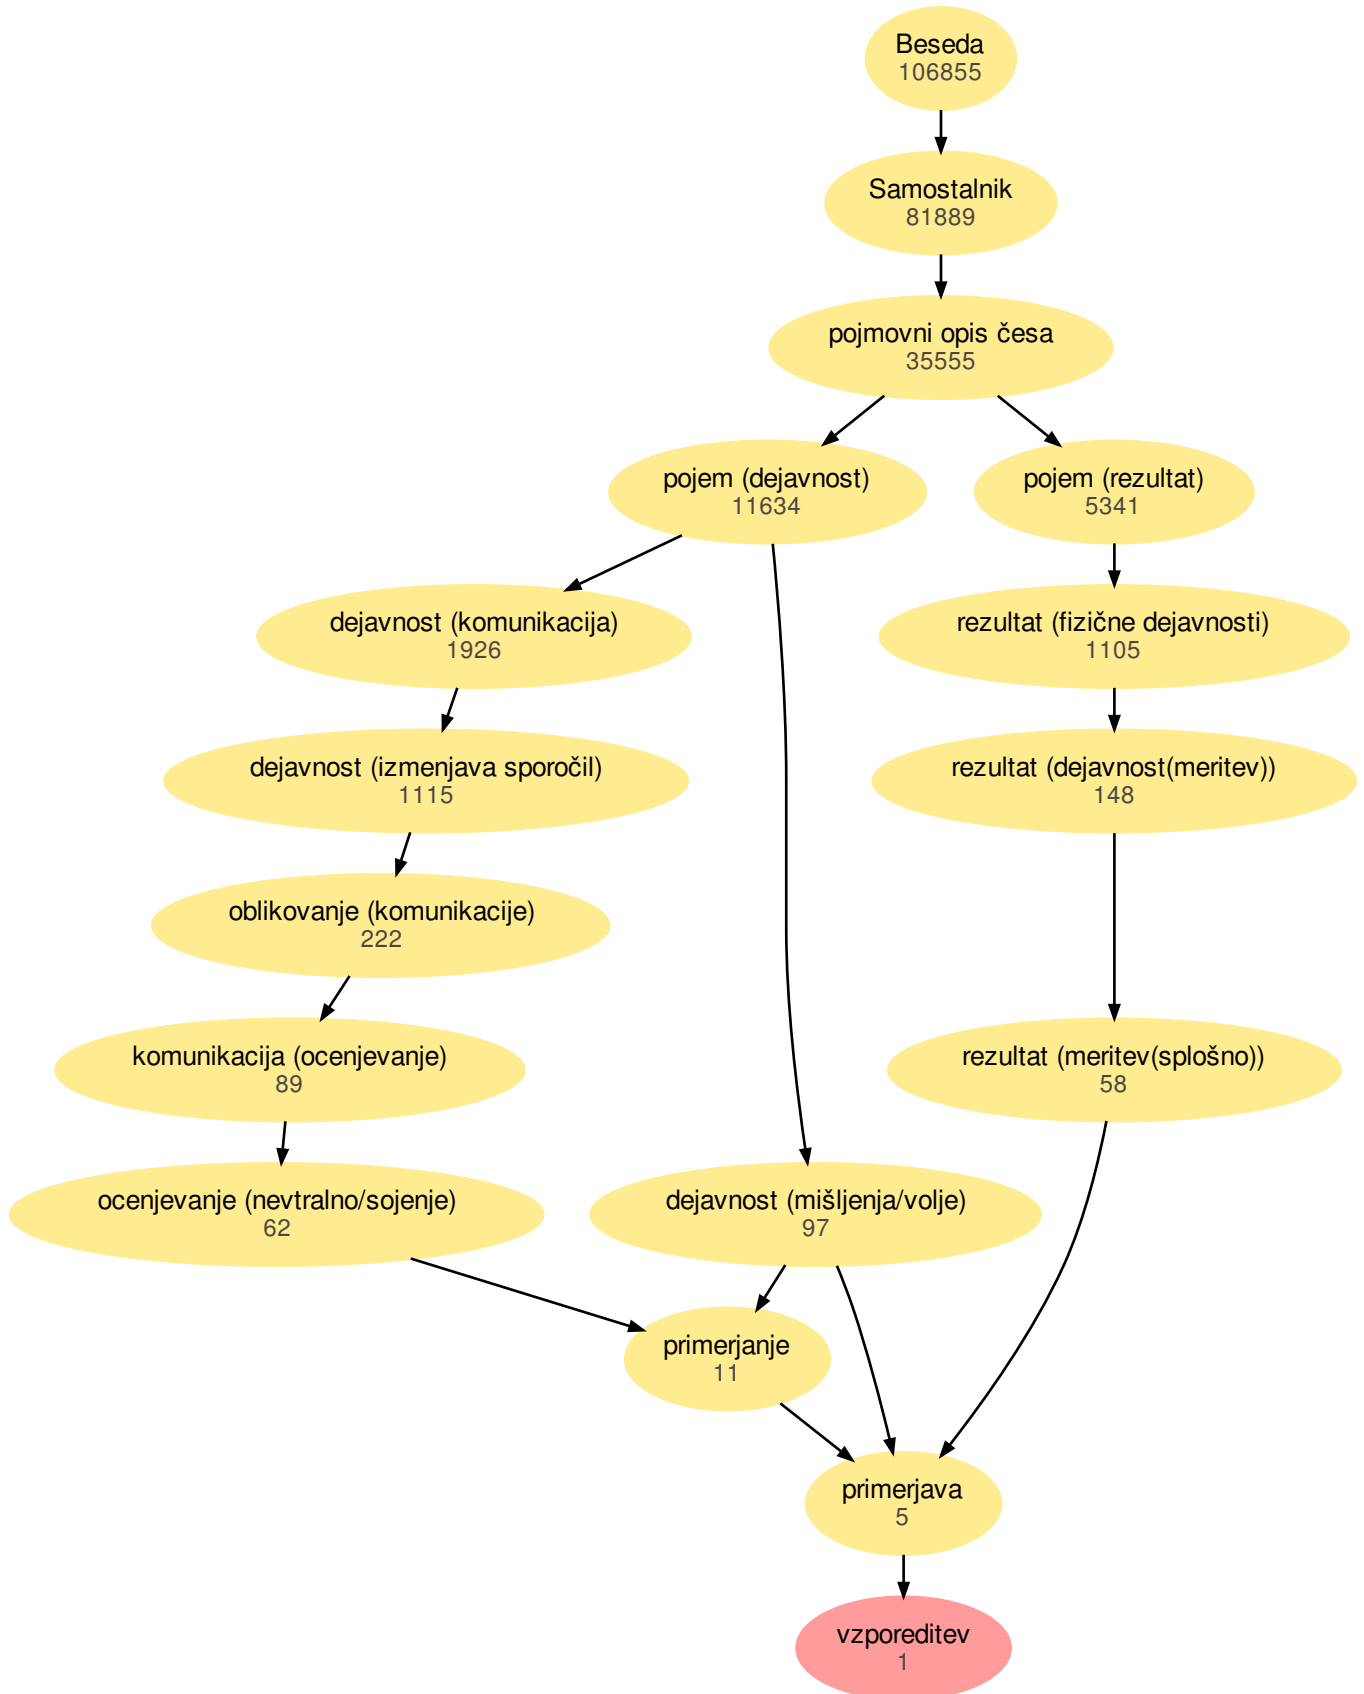 Beseda
106855
Samostalnik
81889
pojmovni opis česa
35555
pojem (dejavnost)
11634
pojem (rezultat)
5341
dejavnost (komunikacija)
1926
rezultat (fizične dejavnosti)
1105
dejavnost (izmenjava sporočil)
1115
rezultat (dejavnost(meritev))
148
oblikovanje (komunikacije)
222
komunikacija (ocenjevanje)
89
rezultat (meritev(splošno))
58
ocenjevanje (nevtralno/sojenje)
62
dejavnost (mišljenja/volje)
97
primerjanje
11
primerjava
5
vzporeditev
1